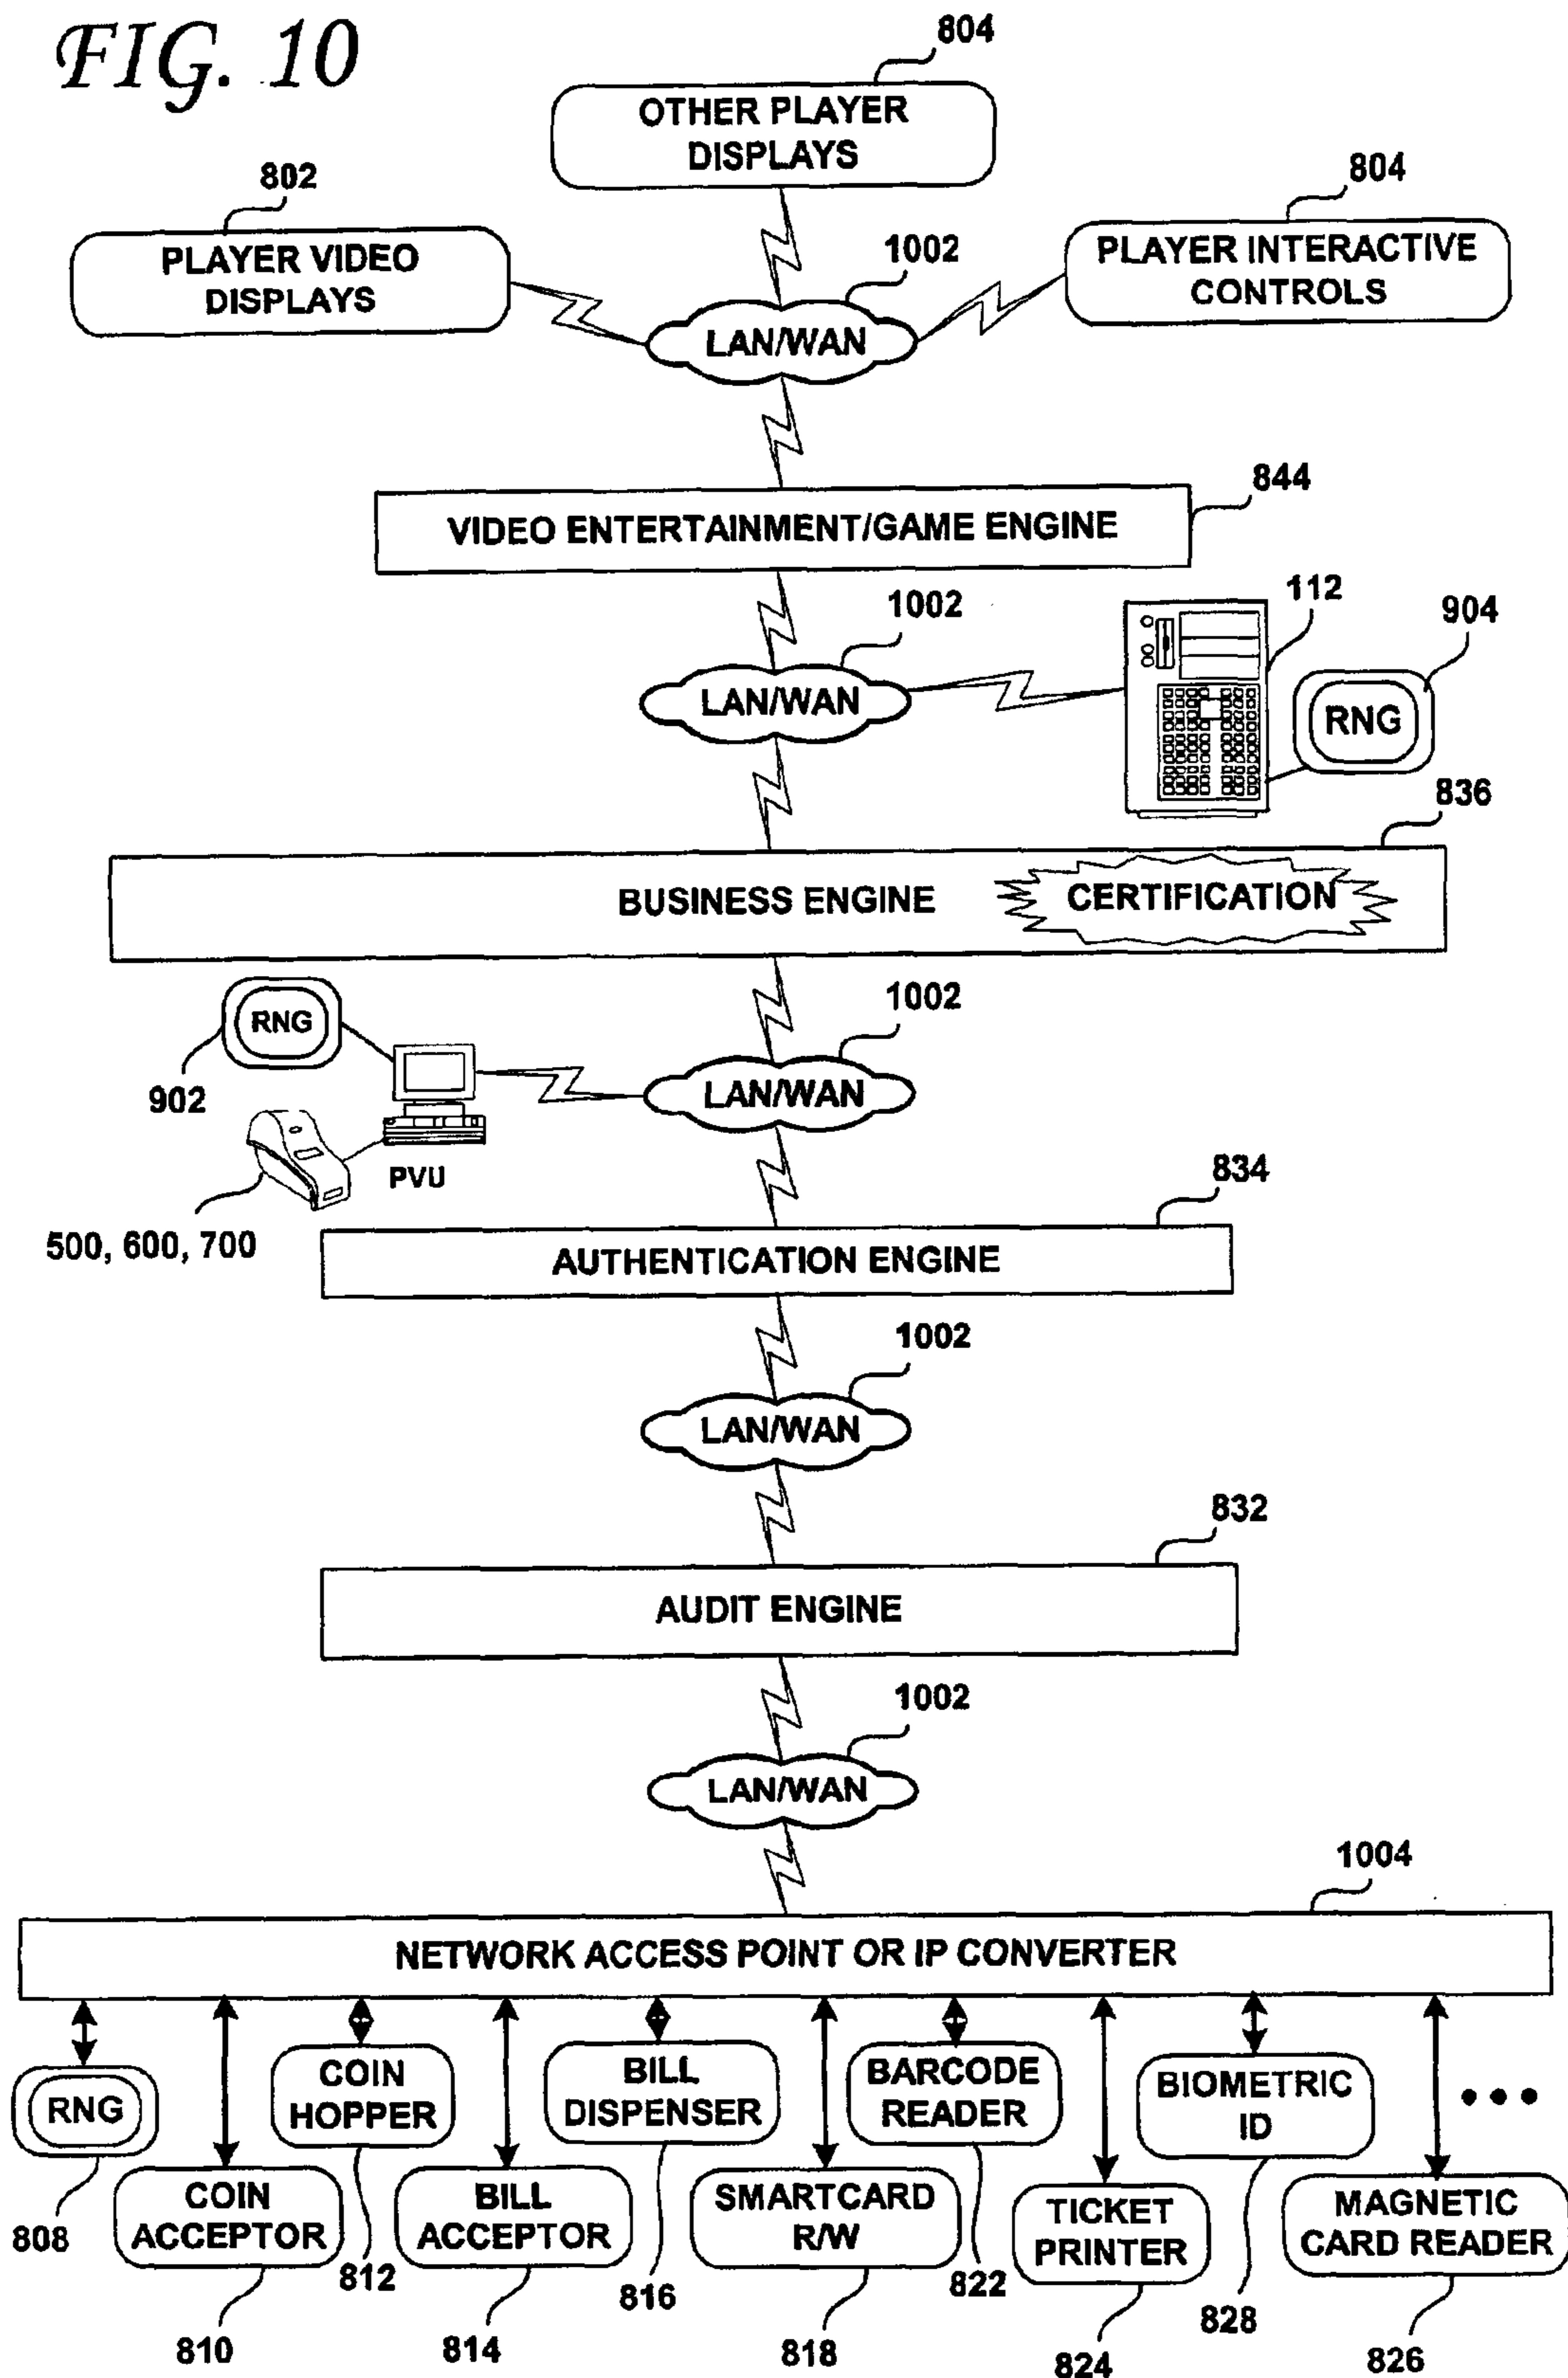 FIG. 10
804
OTHER PLAYER
DISPLAYS
802
PLAYER VIDEO
DISPLAYS
804
PLAYER INTERACTIVE
CONTROLS
1002
LAN/WAN
844
VIDEO ENTERTAINMENT/GAME ENGINE
1002
LAN/WAN
112
904
RNG
836
BUSINESS ENGINE
CERTIFICATION
RNG
902
1002
LAN/WAN
PVU
500, 600, 700
834
AUTHENTICATION ENGINE
1002
LAN/WAN
832
AUDIT ENGINE
1002
LAN/WAN
1004
NETWORK ACCESS POINT OR IP CONVERTER
RNG
808
COIN
ACCEPTOR
810
COIN
HOPPER
812
BILL
ACCEPTOR
814
BILL
DISPENSER
816
SMARTCARD
R/W
818
BARCODE
READER
822
TICKET
PRINTER
824
BIOMETRIC
ID
828
MAGNETIC
CARD READER
826
•••